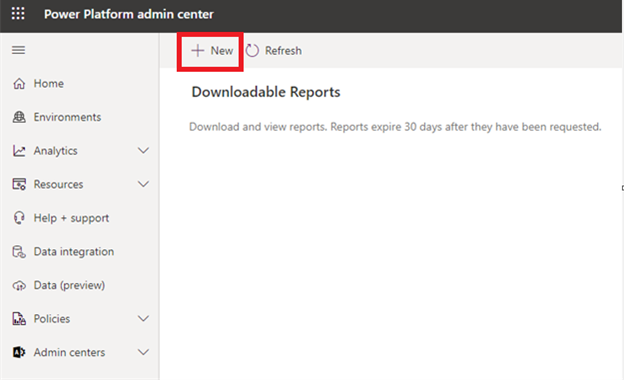 Power Platform admin center
New Refresh
Home
Environments
Analytics
Resources
Help + support
Data integration
Data (preview)
Policies
Admin centers
Downloadable Reports
Download and view reports. Reports expire 30 days after they have been requested.